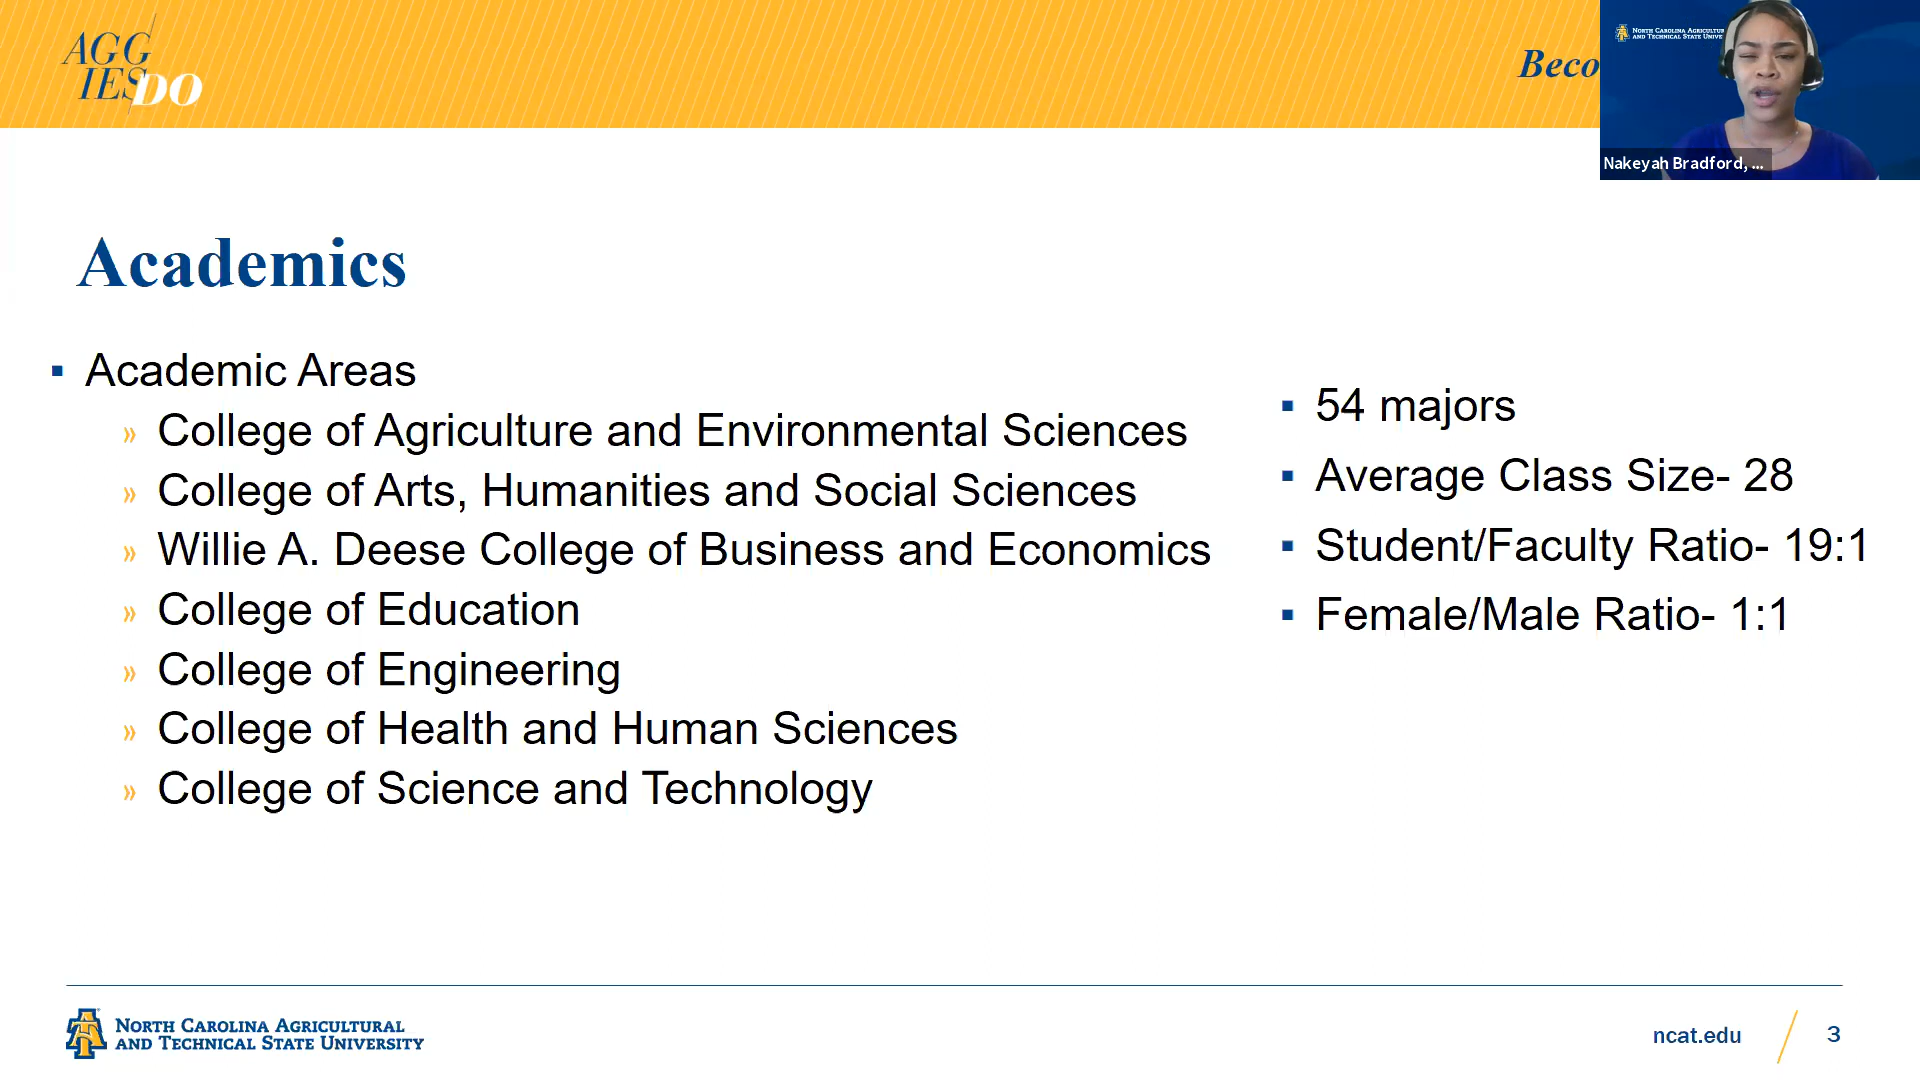 AGG
IES DO
Beco
NORTH CAROLINA AGRICULTUR
AND TECHNICAL STATE UNIVE
Nakeyah Bradford, ...
Academics
▪ Academic Areas
» College of Agriculture and Environmental Sciences
» College of Arts, Humanities and Social Sciences
» Willie A. Deese College of Business and Economics
» College of Education
» College of Engineering
» College of Health and Human Sciences
» College of Science and Technology
▪ 54 majors
▪ Average Class Size- 28
▪ Student/Faculty Ratio- 19:1
▪ Female/Male Ratio- 1:1
NORTH CAROLINA AGRICULTURAL
AND TECHNICAL STATE UNIVERSITY
ncat.edu
3